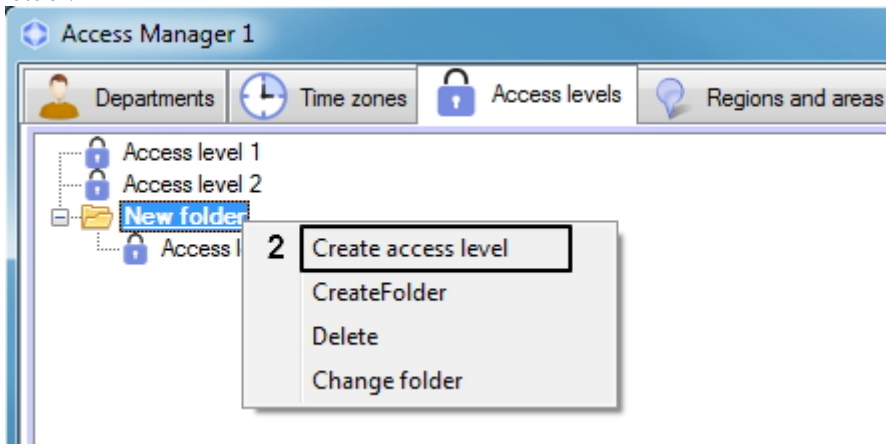 Access Manager 1
Departments Time zones Access levels Regions and areas
Access level 1
Access level 2
New folder
Access l
2 Create access level
CreateFolder
Delete
Change folder